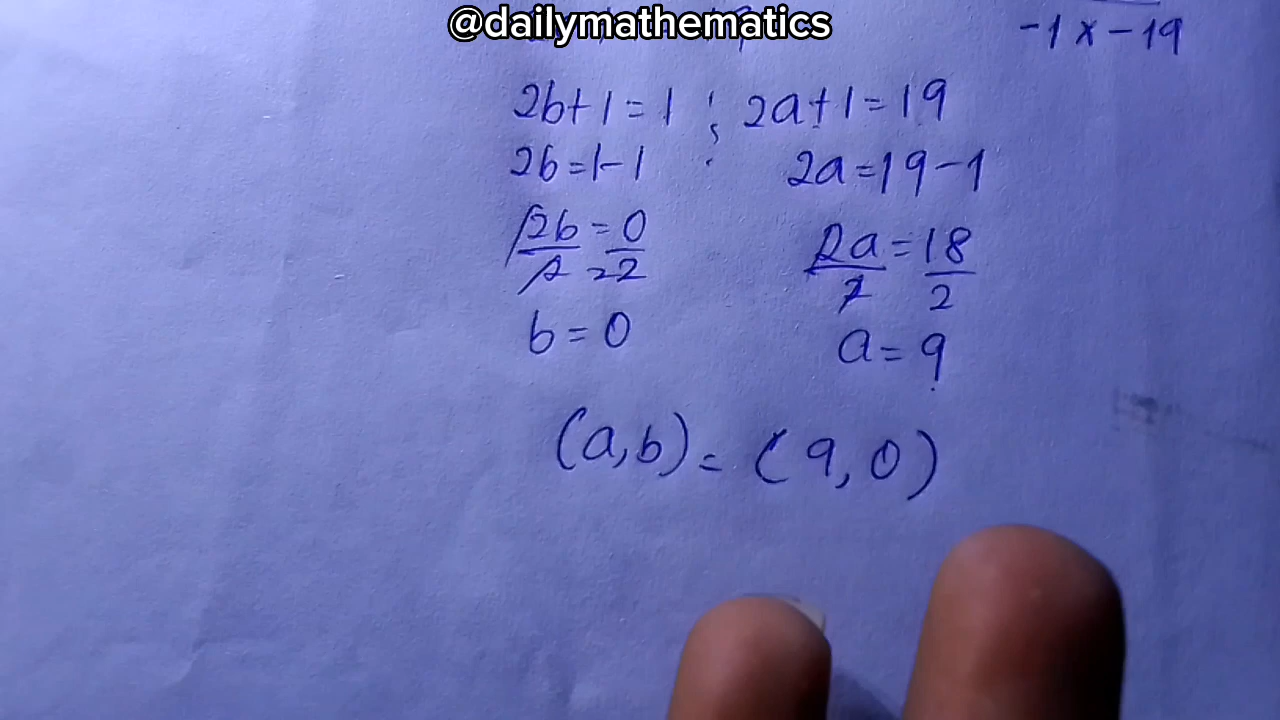 @dailymathematics
-1 x -19
2b+1=1 ; 2a+1=19
2b=1-1
2a=19-1
2b = 0
2 = 2
2a = 18
2 2
b = 0
a = 9
(a,b) = (9,0)